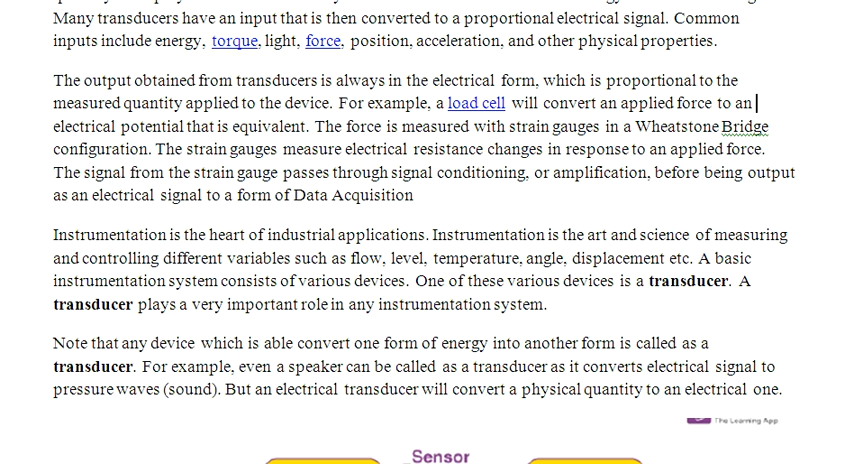 Many transducers have an input that is then converted to a proportional electrical signal. Common
inputs include energy, torque, light, force, position, acceleration, and other physical properties.
The output obtained from transducers is always in the electrical form, which is proportional to the
measured quantity applied to the device. For example, a load cell will convert an applied force to an
electrical potential that is equivalent. The force is measured with strain gauges in a Wheatstone Bridge
configuration. The strain gauges measure electrical resistance changes in response to an applied force.
The signal from the strain gauge passes through signal conditioning, or amplification, before being output
as an electrical signal to a form of Data Acquisition
Instrumentation is the heart of industrial applications. Instrumentation is the art and science of measuring
and controlling different variables such as flow, level, temperature, angle, displacement etc. A basic
instrumentation system consists of various devices. One of these various devices is a transducer. A
transducer plays a very important role in any instrumentation system.
Note that any device which is able convert one form of energy into another form is called as a
transducer. For example, even a speaker can be called as a transducer as it converts electrical signal to
pressure waves (sound). But an electrical transducer will convert a physical quantity to an electrical one.
The Learning App
Sensor